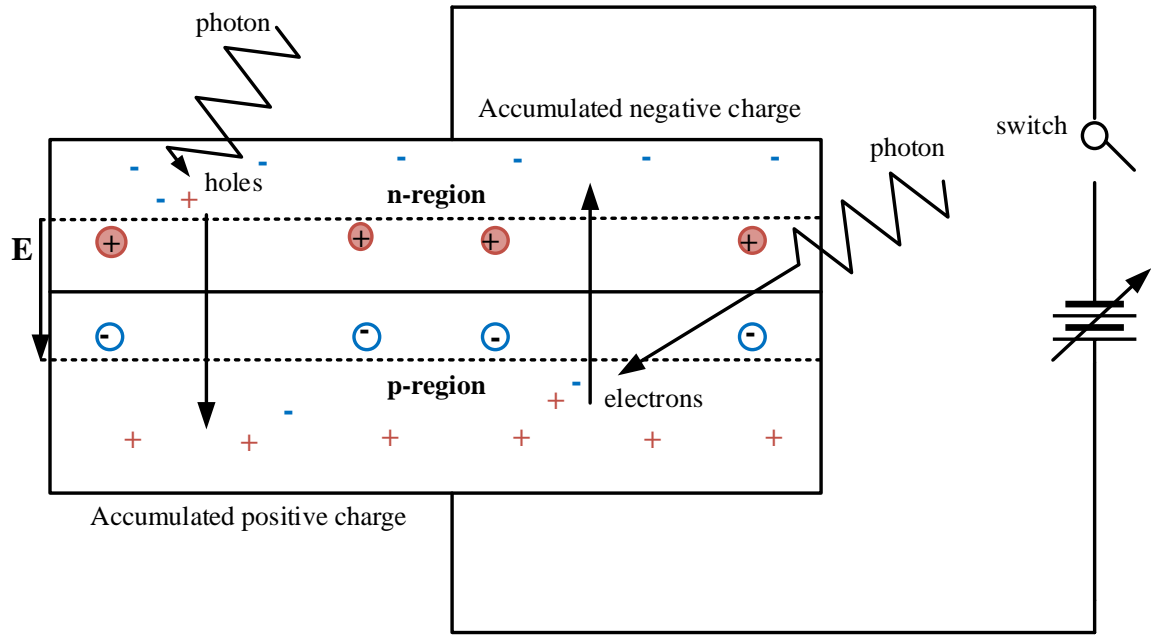 photon
Accumulated negative charge
switch
photon
holes
n-region
E
p-region
electrons
Accumulated positive charge